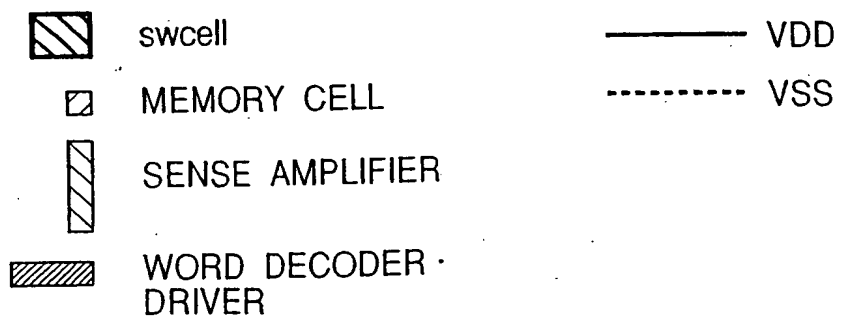 swcell
MEMORY CELL
SENSE AMPLIFIER
WORD DECODER ·
DRIVER
VDD
VSS